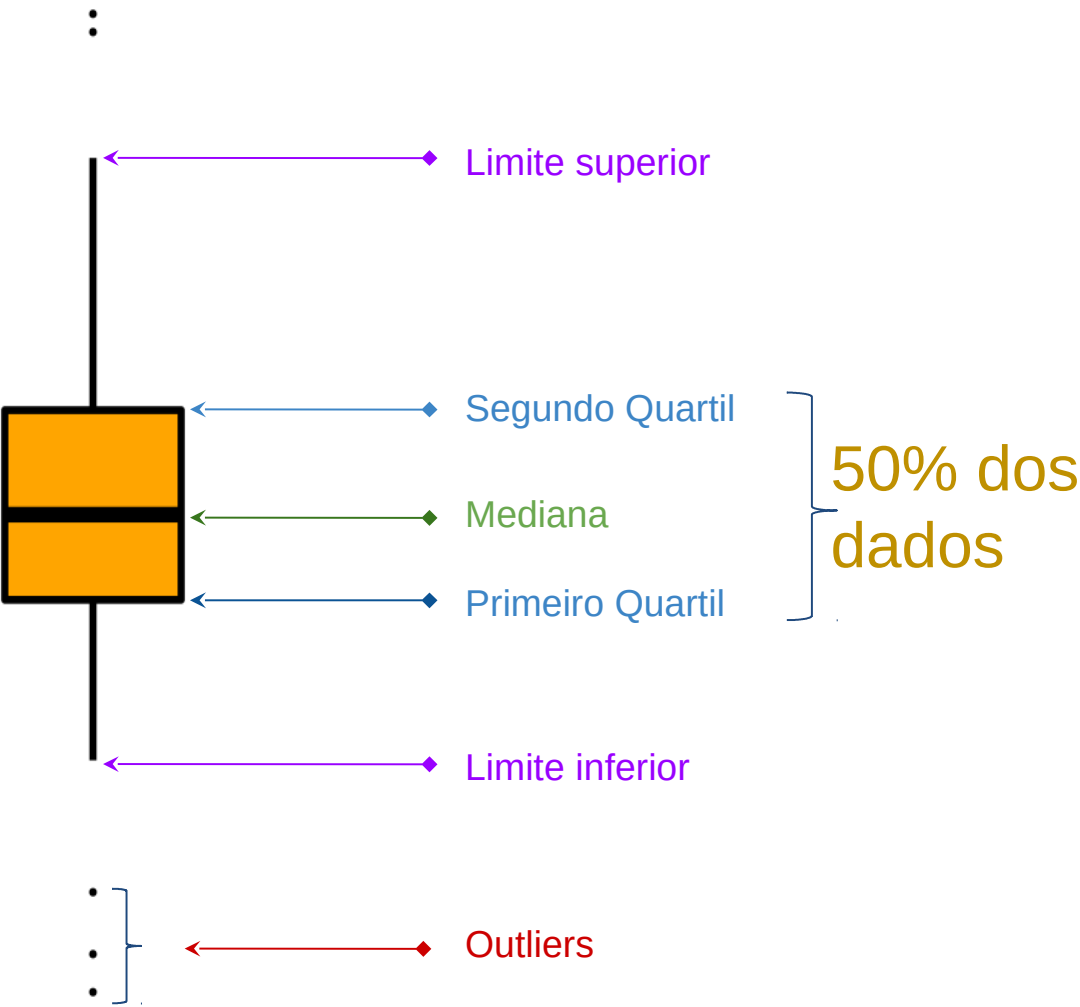 Limite superior
Segundo Quartil
Mediana
Primeiro Quartil
50% dos
dados
Limite inferior
Outliers